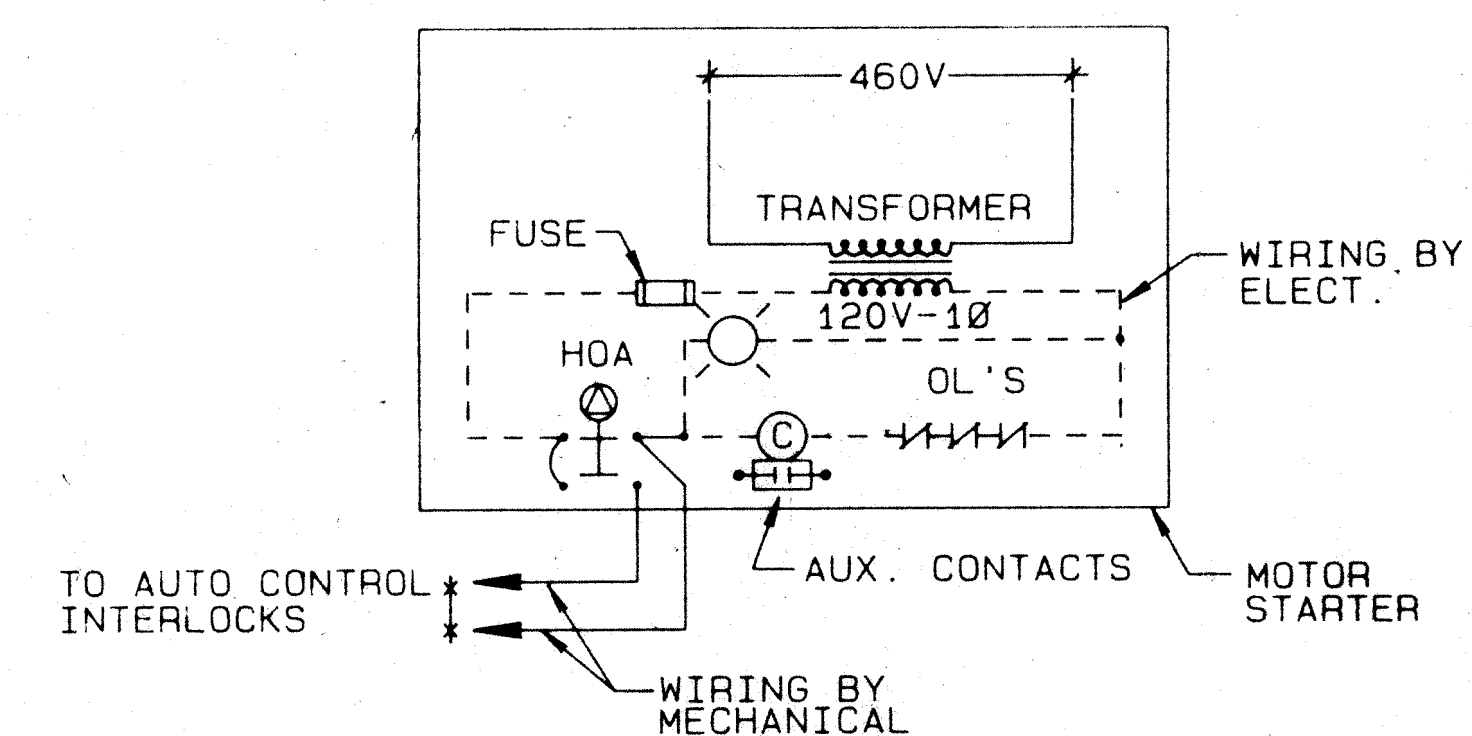 460V
TRANSFORMER
FUSE
WIRING BY
ELECT.
120V-1Ø
HOA
OL'S
C
AUX. CONTACTS
TO AUTO CONTROL
INTERLOCKS
MOTOR
STARTER
WIRING BY
MECHANICAL